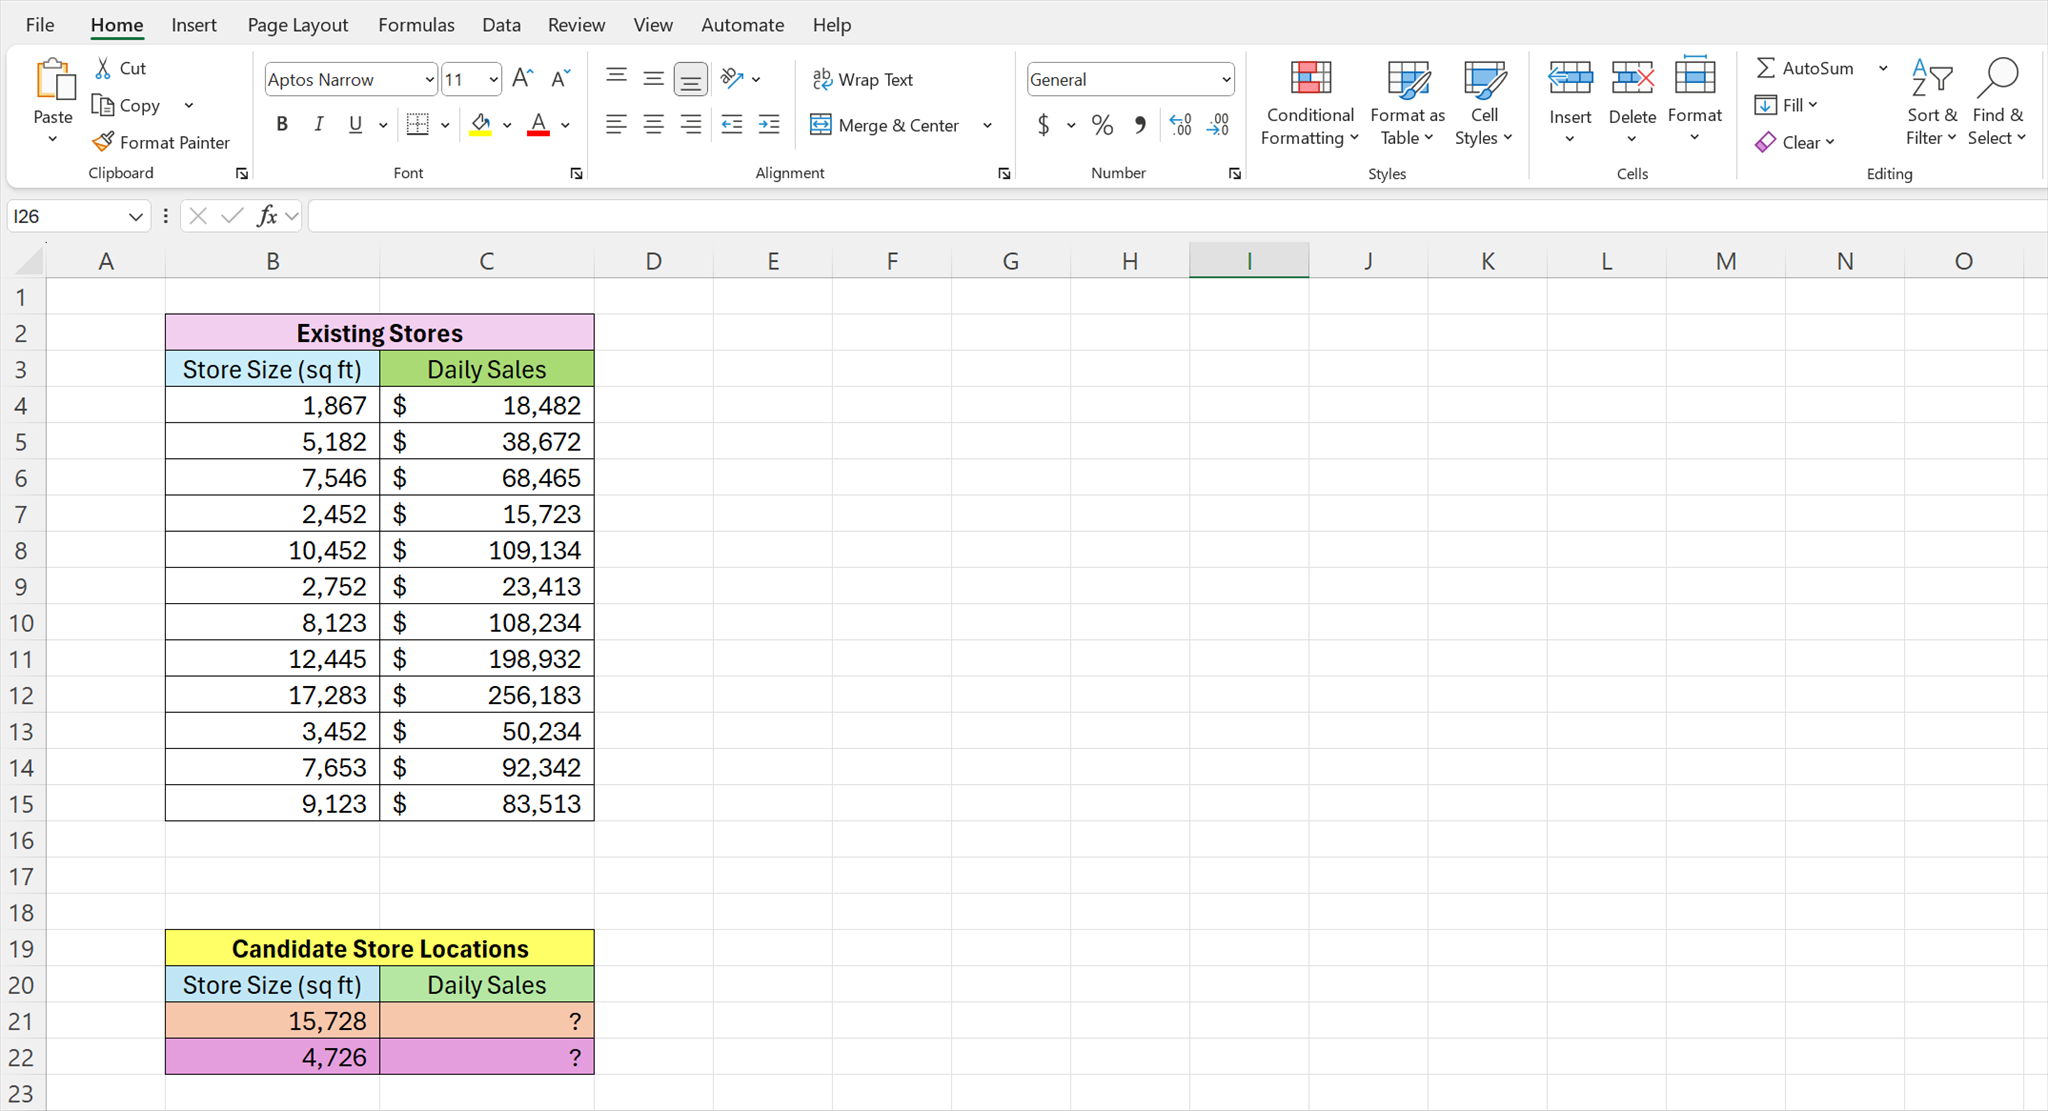 File Home Insert Page Layout Formulas Data Review View Automate Help
Paste
Cut
Copy
Format Painter
Clipboard
Aptos Narrow 11 A A
B I U A
Font
Wrap Text
Merge & Center
Alignment
General
$ % 9 .00 .00
Number
Conditional Formatting
Format as Table
Cell Styles
Styles
Insert Delete Format
Cells
AutoSum
Fill
Clear
Sort & Filter
Find & Select
Editing
I26 fx
A B C D E F G H I J K L M N O
1
2 Existing Stores
3 Store Size (sq ft) Daily Sales
4 1,867 $ 18,482
5 5,182 $ 38,672
6 7,546 $ 68,465
7 2,452 $ 15,723
8 10,452 $ 109,134
9 2,752 $ 23,413
10 8,123 $ 108,234
11 12,445 $ 198,932
12 17,283 $ 256,183
13 3,452 $ 50,234
14 7,653 $ 92,342
15 9,123 $ 83,513
16
17
18
19 Candidate Store Locations
20 Store Size (sq ft) Daily Sales
21 15,728 ?
22 4,726 ?
23